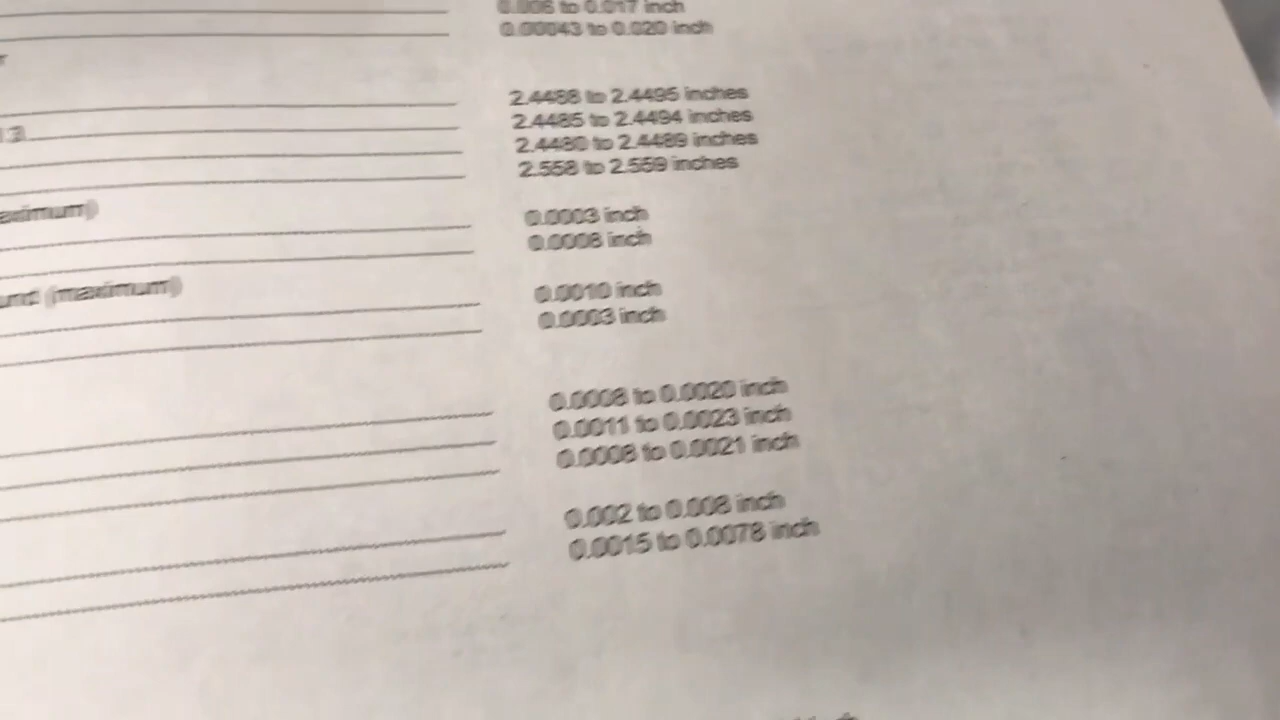 0.006 to 0.017 inch
0.00043 to 0.020 inch
r
2.4488 to 2.4495 inches
13
2.4485 to 2.4494 inches
2.4480 to 2.4489 inches
2.558 to 2.559 inches
aximum)
0.0003 inch
0.0008 inch
und (maximum)
0.0010 inch
0.0003 inch
0.0008 to 0.0020 inch
0.0011 to 0.0023 inch
0.0008 to 0.0021 inch
0.002 to 0.008 inch
0.0015 to 0.0078 inch